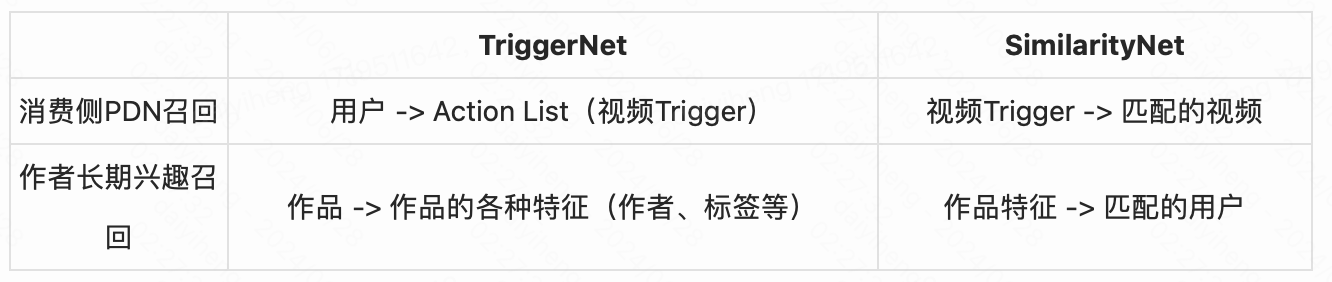 TriggerNet
SimilarityNet
消费侧PDN召回
用户 -> Action List（视频Trigger）
视频Trigger -> 匹配的视频
作者长期兴趣召
回
作品 -> 作品的各种特征（作者、标签等）
作品特征 -> 匹配的用户